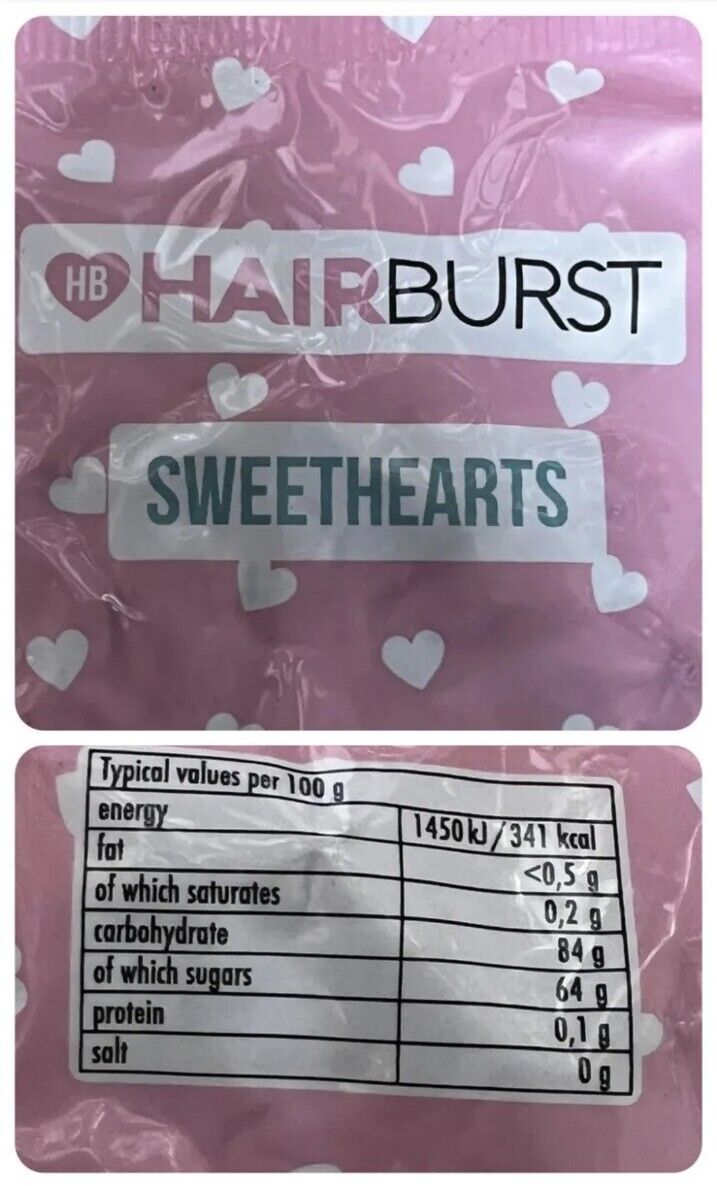 HB HAIRBURST
SWEETHEARTS
Typical values per 100 g
energy 1450 kJ/341 kcal
fat <0,5 g
of which saturates 0,2 g
carbohydrate 84 g
of which sugars 64 g
protein 0,1 g
salt 0 g